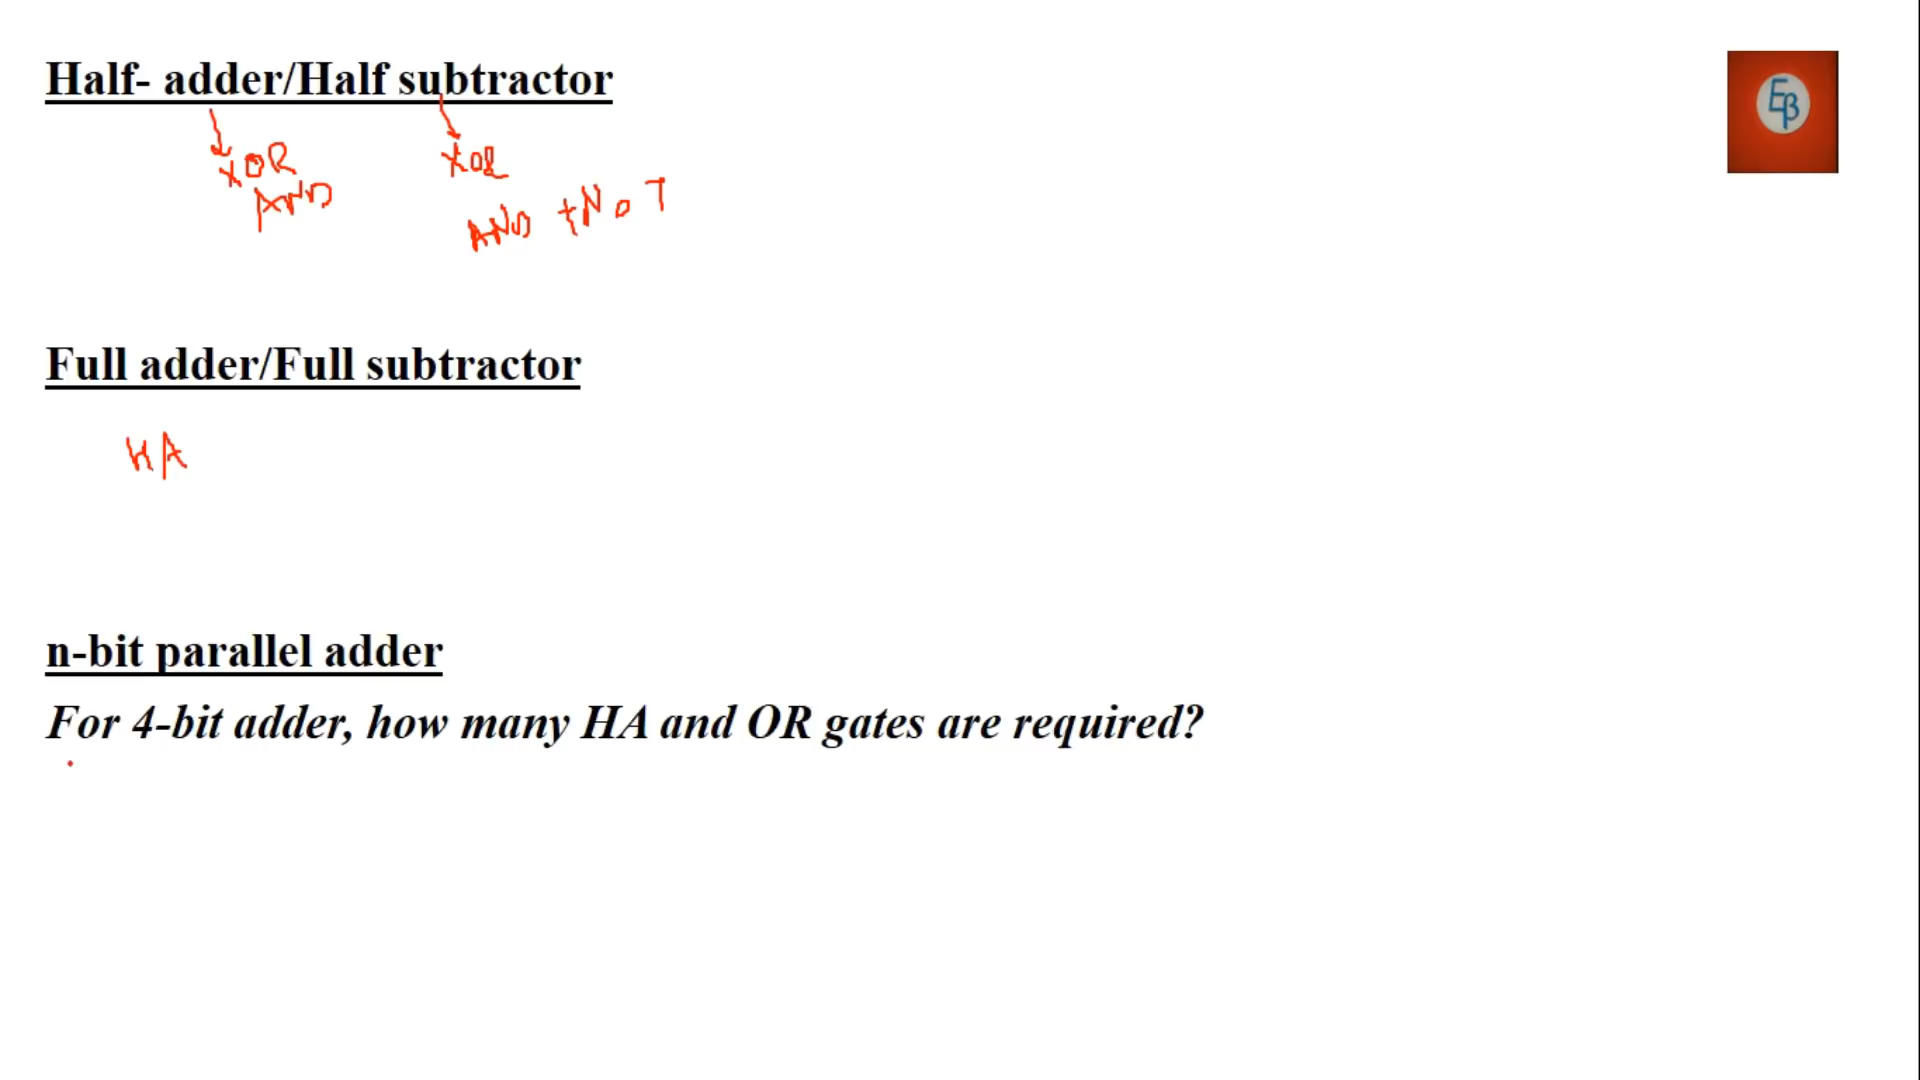 Half- adder/Half subtractor
XOR XOR
AND AND + NOT
Full adder/Full subtractor
HA
n-bit parallel adder
For 4-bit adder, how many HA and OR gates are required?
Eβ